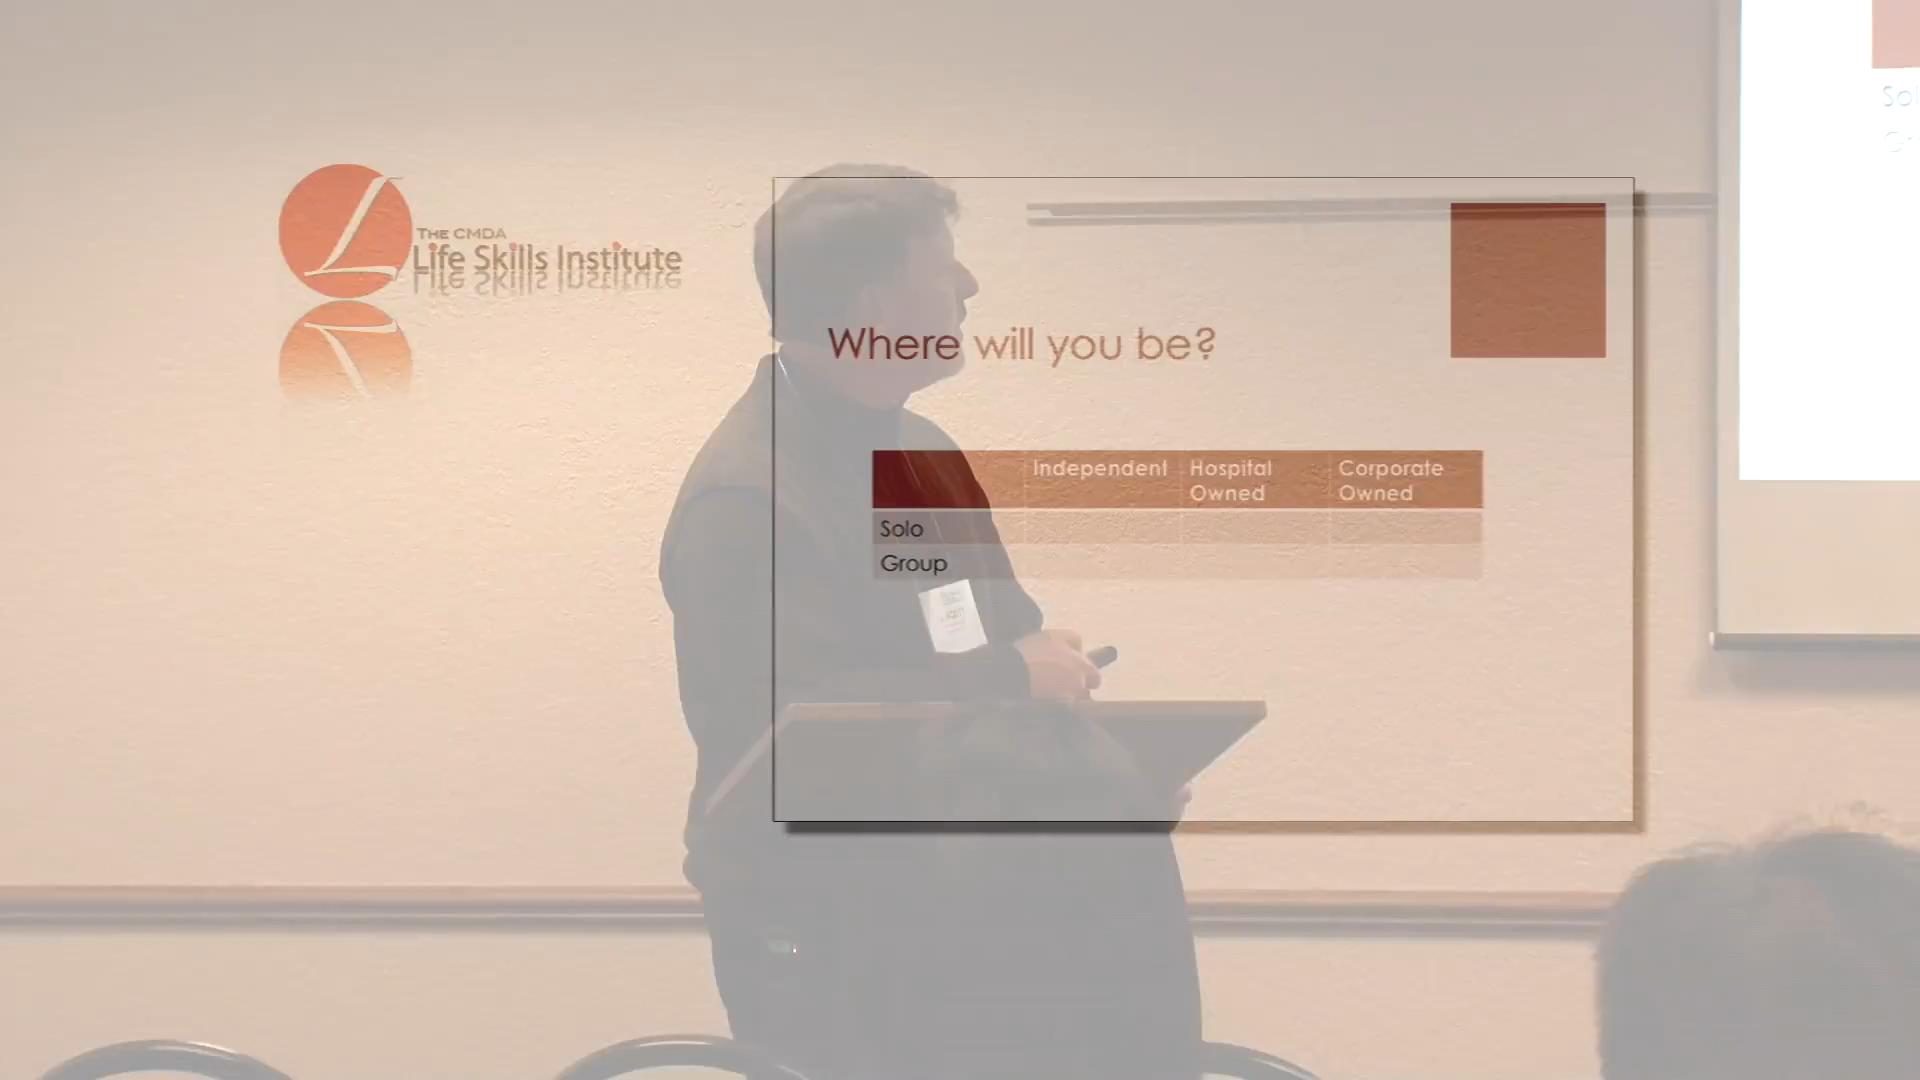 THE CMDA
Life Skills Institute
Where will you be?
Independent
Hospital
Owned
Corporate
Owned
Solo
Group